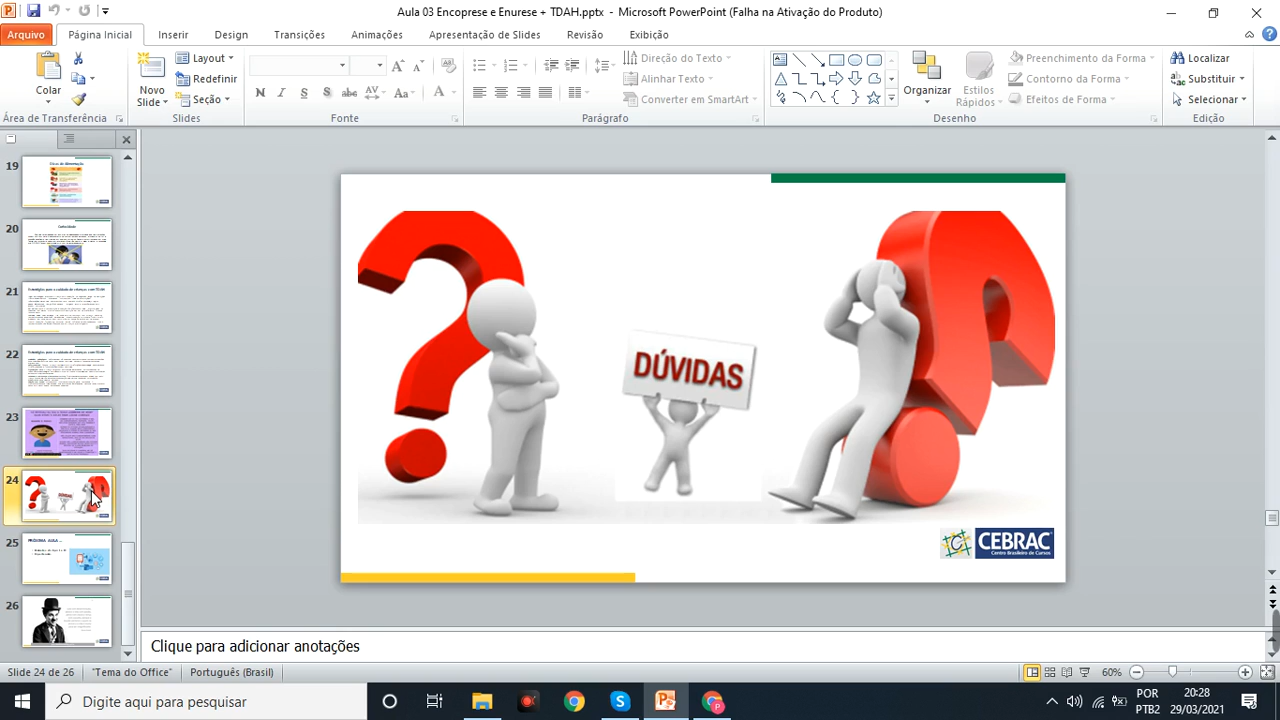 Aula 03 Encoprese e Enurese + TDAH.pptx - Microsoft PowerPoint (Falha na Ativação do Produto)
Arquivo Página Inicial Inserir Design Transições Animações Apresentação de Slides Revisão Exibição
Colar
Novo Slide
Layout
Redefinir
Seção
N I S S abc AV Aa A
Direção do Texto
Alinhar Texto
Converter em SmartArt
Organizar
Estilos Rápidos
Preenchimento da Forma
Contorno da Forma
Efeitos de Forma
Localizar
Substituir
Selecionar
Área de Transferência Slides Fonte Parágrafo Desenho Edição
19
20
21
22
23
24
25
PRÓXIMA AULA ...
26
DÚVIDAS
CEBRAC
Centro Brasileiro de Cursos
Clique para adicionar anotações
Slide 24 de 26 "Tema do Office" Português (Brasil) 60%
Digite aqui para pesquisar
POR
PTB2
20:28
29/03/2021